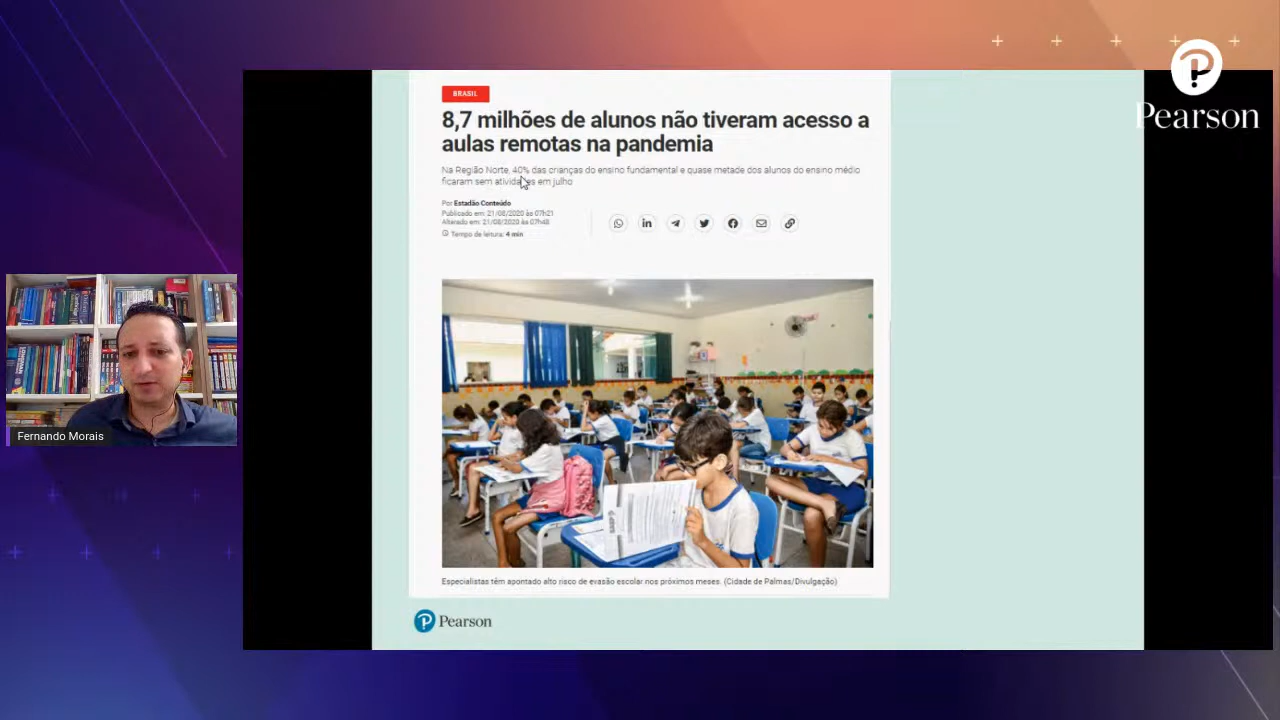 Pearson
BRASIL
8,7 milhões de alunos não tiveram acesso a
aulas remotas na pandemia
Na Região Norte, 40% das crianças do ensino fundamental e quase metade dos alunos do ensino médio
ficaram sem atividades em julho
Por Estadão Conteúdo
Publicado em: 21/08/2020 às 07h21
Alterado em: 21/08/2020 às 07h48
Tempo de leitura: 4 min
Especialistas têm apontado alto risco de evasão escolar nos próximos meses. (Cidade de Palmas/Divulgação)
Pearson
Fernando Morais